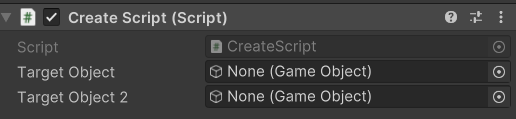 Create Script (Script)
Script CreateScript
Target Object None (Game Object)
Target Object 2 None (Game Object)